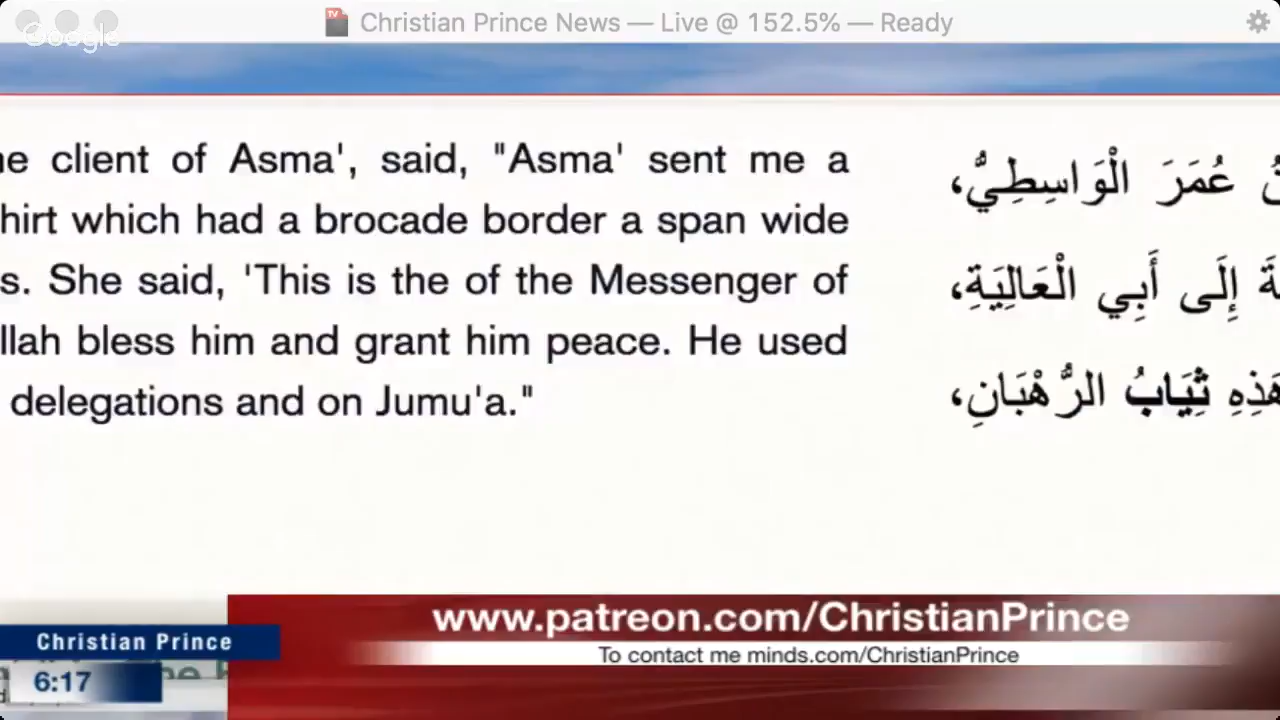 Christian Prince News — Live @ 152.5% — Ready
Google
TV
client of Asma', said, "Asma' sent me a
which had a brocade border a span wide
She said, 'This is the of the Messenger of
bless him and grant him peace. He used
delegations and on Jumu'a."
عُمَرَ الْوَاسِطِيُّ،
إِلَى أَبِي الْعَالِيَةِ،
هَذِهِ ثِيَابُ الرُّهْبَانِ،
www.patreon.com/ChristianPrince
To contact me minds.com/ChristianPrince
Christian Prince
6:17